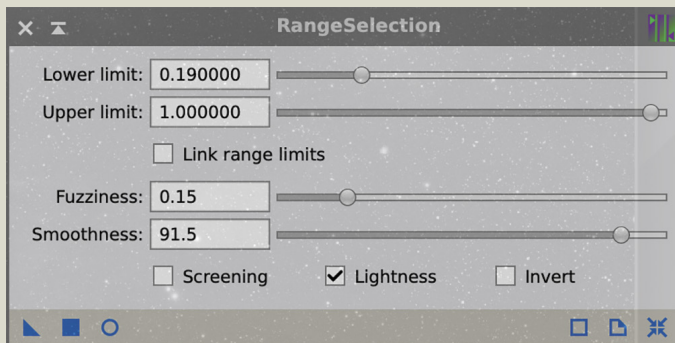 RangeSelection
Lower limit: 0.190000
Upper limit: 1.000000
Link range limits
Fuzziness: 0.15
Smoothness: 91.5
Screening Lightness Invert